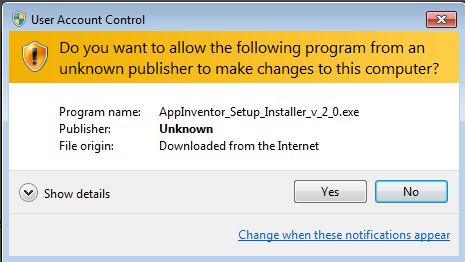 User Account Control
Do you want to allow the following program from an
unknown publisher to make changes to this computer?
Program name: AppInventor_Setup_Installer_v_2_0.exe
Publisher: Unknown
File origin: Downloaded from the Internet
Show details Yes No
Change when these notifications appear